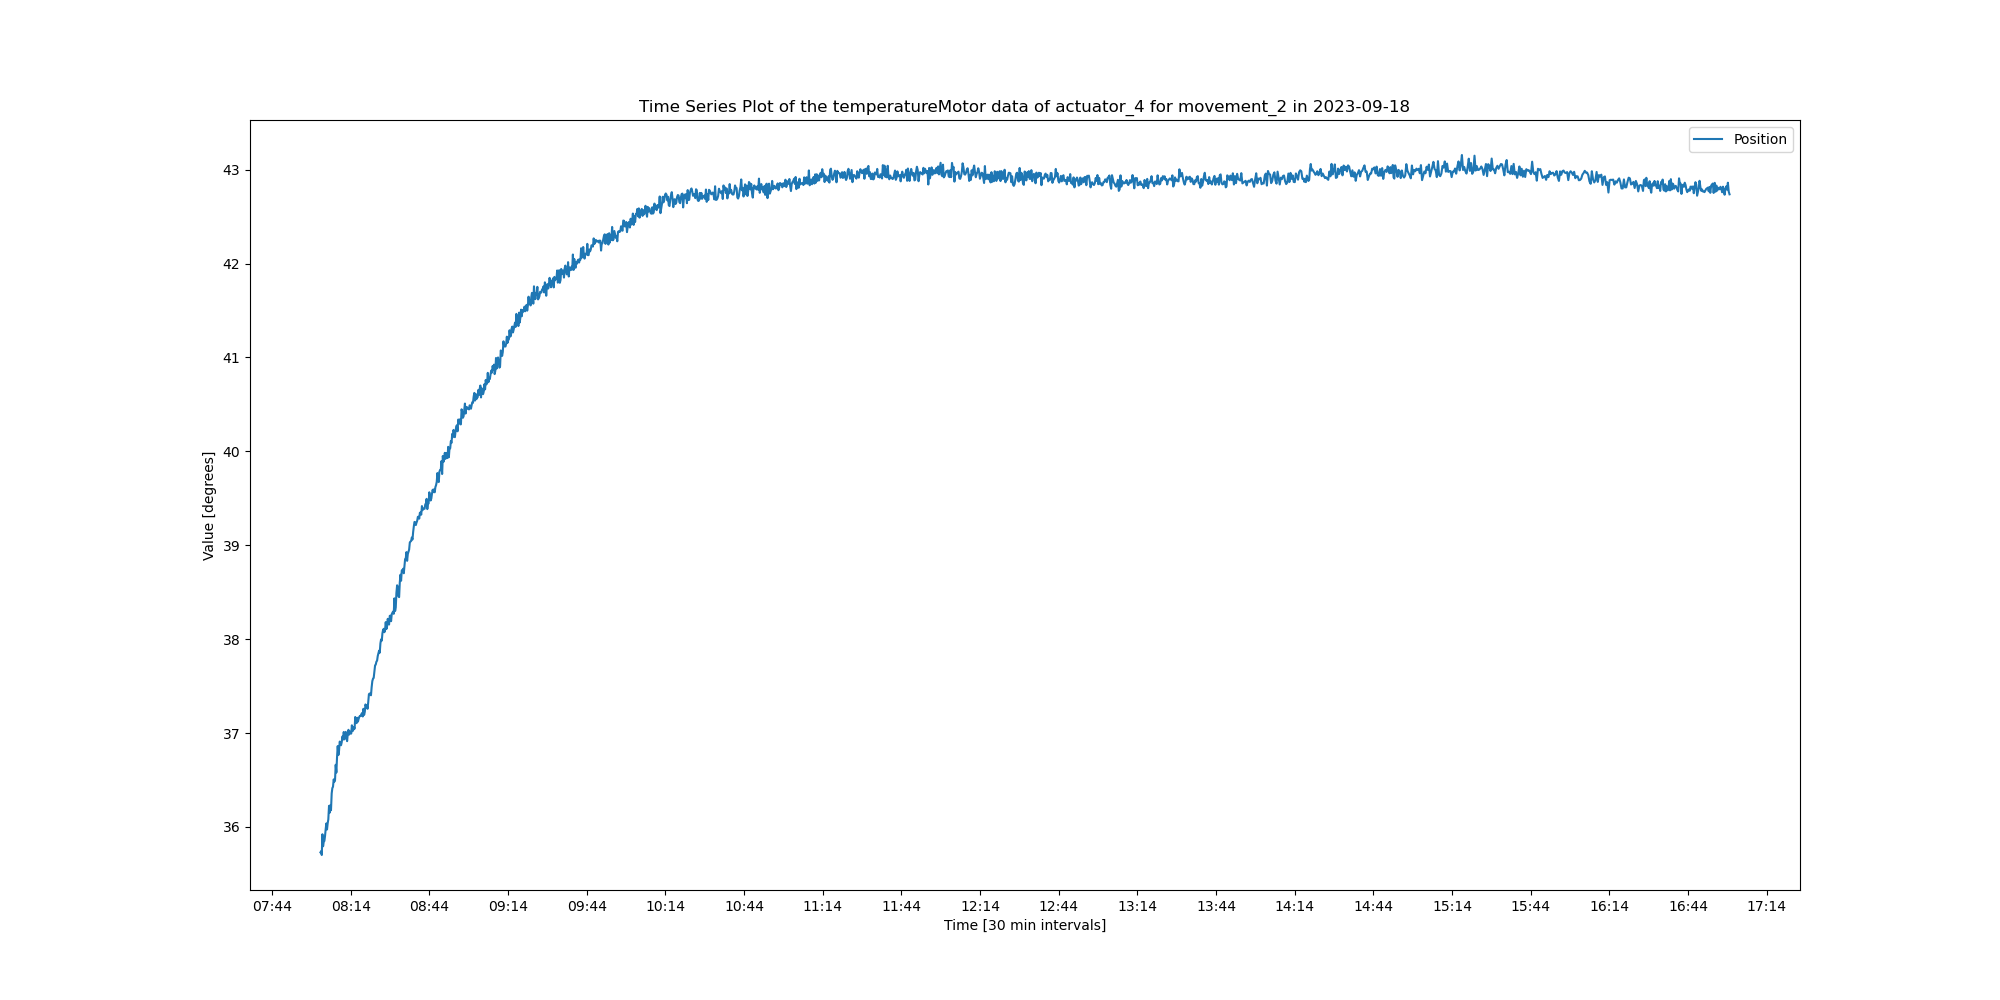 Time Series Plot of the temperatureMotor data of actuator_4 for movement_2 in 2023-09-18
Position
43
42
41
40
39
38
37
36
Value [degrees]
07:44 08:14 08:44 09:14 09:44 10:14 10:44 11:14 11:44 12:14 12:44 13:14 13:44 14:14 14:44 15:14 15:44 16:14 16:44 17:14
Time [30 min intervals]